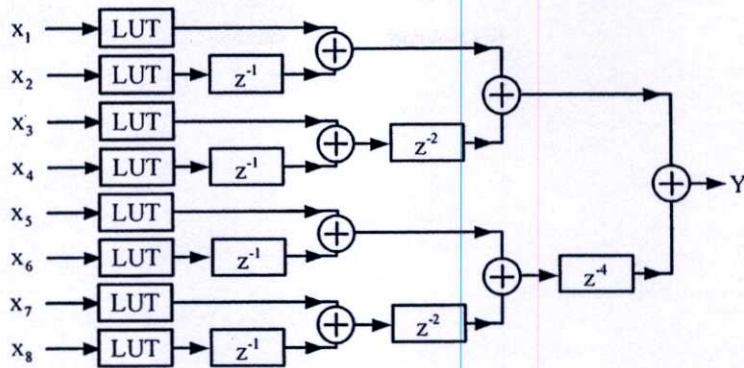 x₁ LUT
x₂ LUT z⁻¹
x₃ LUT z⁻²
x₄ LUT z⁻¹
Y
x₅ LUT
x₆ LUT z⁻¹ z⁻⁴
x₇ LUT z⁻²
x₈ LUT z⁻¹